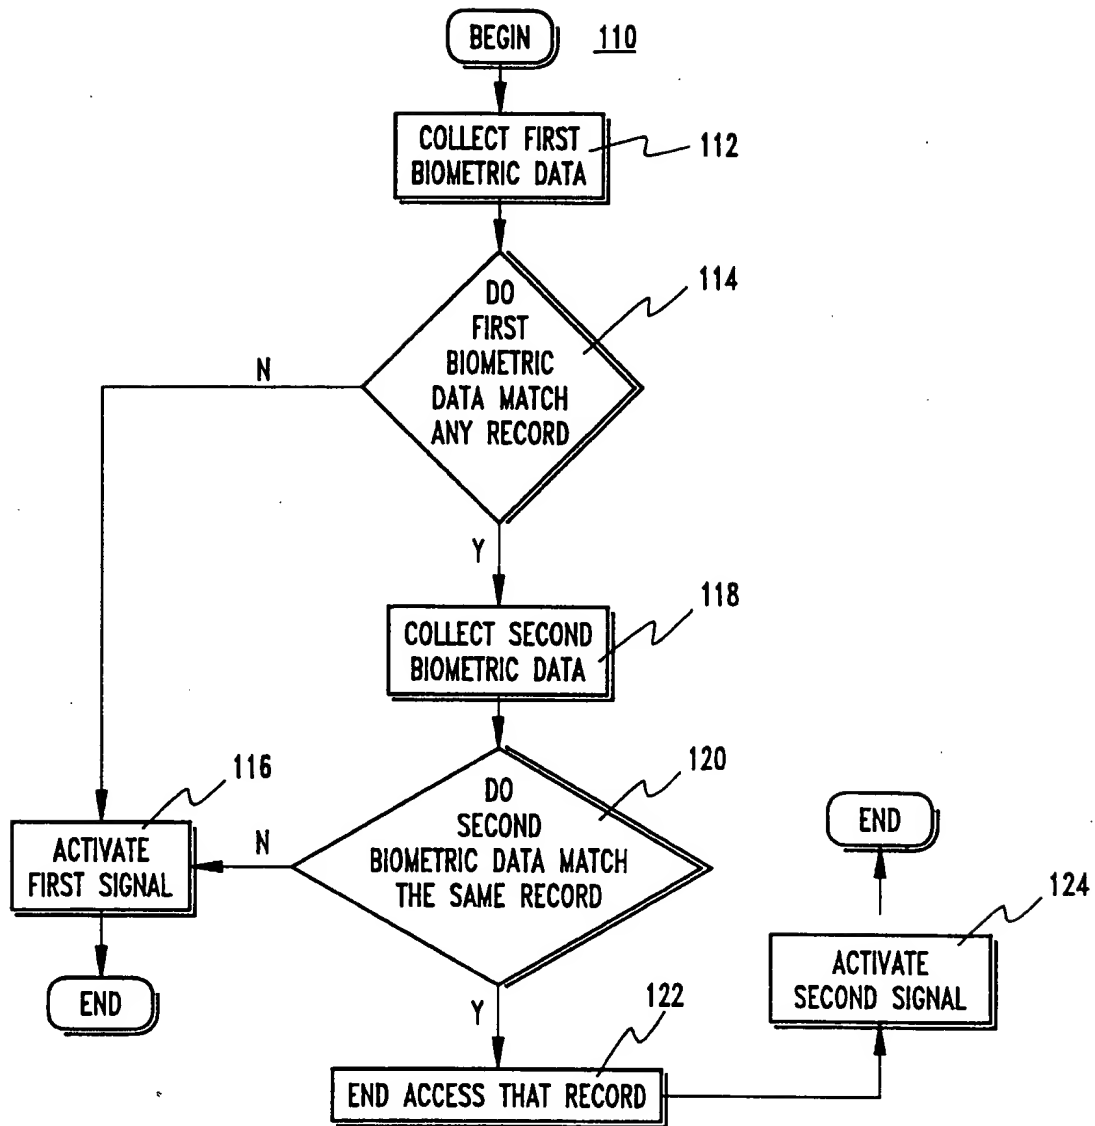 BEGIN
110
COLLECT FIRST
BIOMETRIC DATA
112
DO
FIRST
BIOMETRIC
DATA MATCH
ANY RECORD
114
N
Y
COLLECT SECOND
BIOMETRIC DATA
118
DO
SECOND
BIOMETRIC DATA MATCH
THE SAME RECORD
120
N
ACTIVATE
FIRST SIGNAL
116
END
Y
END ACCESS THAT RECORD
122
ACTIVATE
SECOND SIGNAL
124
END